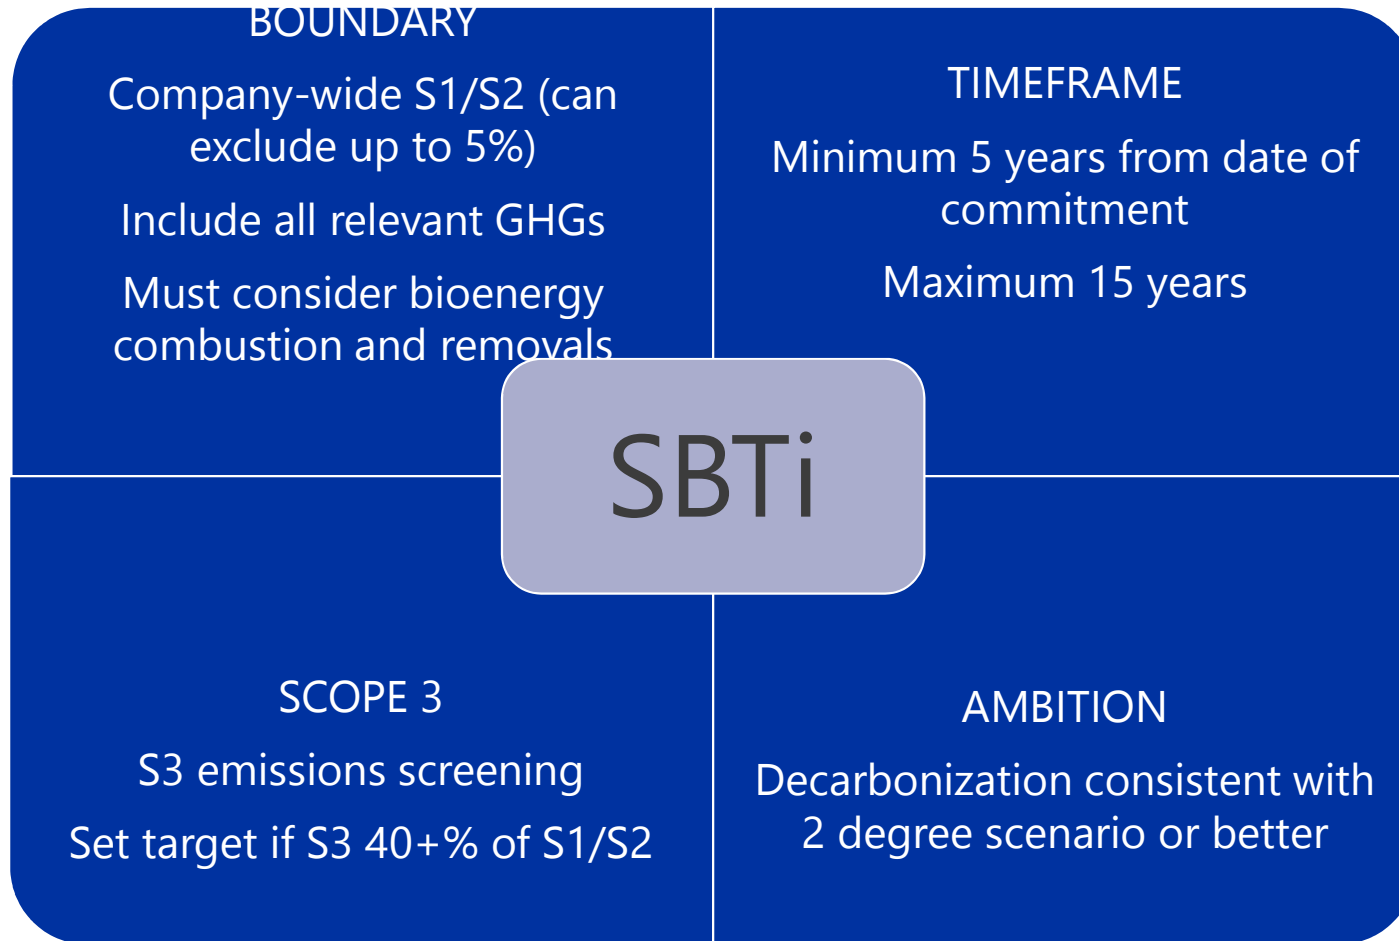 BOUNDARY
Company-wide S1/S2 (can
exclude up to 5%)
Include all relevant GHGs
Must consider bioenergy
combustion and removals
TIMEFRAME
Minimum 5 years from date of
commitment
Maximum 15 years
SBTi
SCOPE 3
S3 emissions screening
Set target if S3 40+% of S1/S2
AMBITION
Decarbonization consistent with
2 degree scenario or better